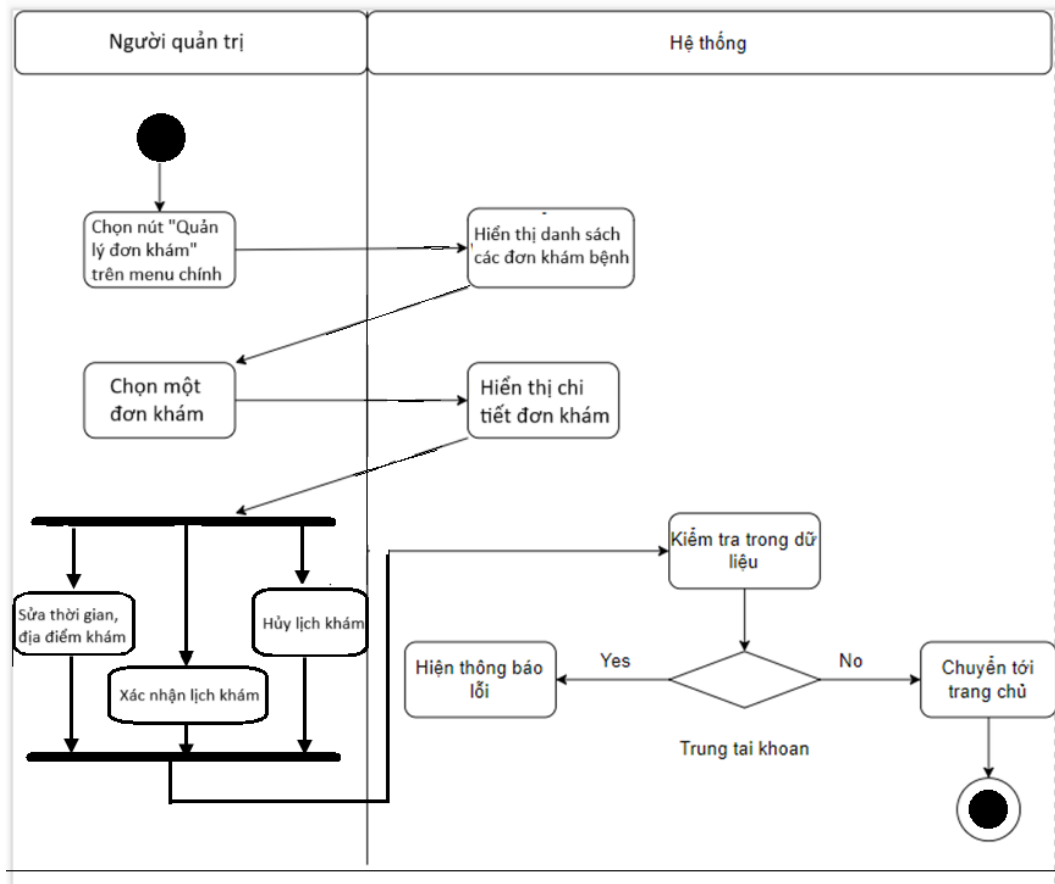 Người quản trị
Hệ thống
Chọn nút "Quản
lý đơn khám"
trên menu chính
Hiển thị danh sách
các đơn khám bệnh
Chọn một
đơn khám
Hiển thị chi
tiết đơn khám
Sửa thời gian,
địa điểm khám
Xác nhận lịch khám
Hủy lịch khám
Kiểm tra trong dữ
liệu
Hiện thông báo
lỗi
Yes
No
Chuyển tới
trang chủ
Trung tai khoan